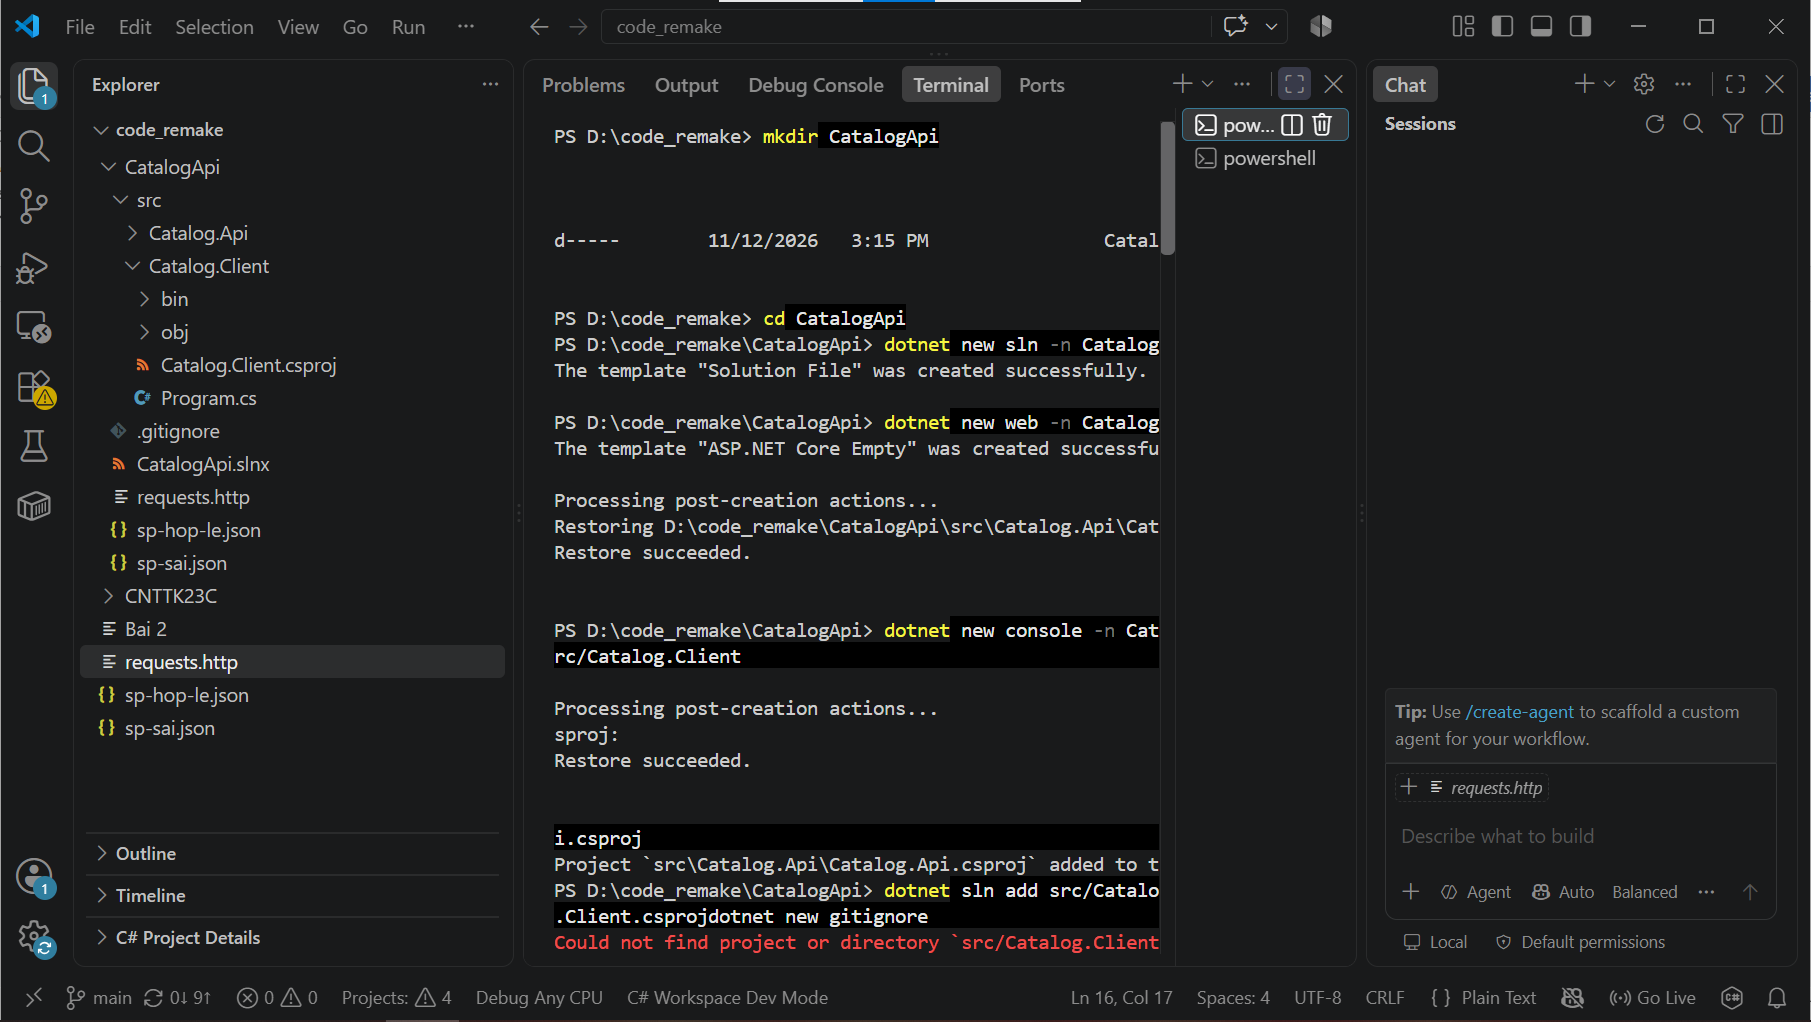 File Edit Selection View Go Run ··· code_remake
Explorer ···
code_remake
CatalogApi
src
Catalog.Api
Catalog.Client
bin
obj
Catalog.Client.csproj
C# Program.cs
.gitignore
CatalogApi.slnx
requests.http
{} sp-hop-le.json
{} sp-sai.json
CNTTK23C
Bai 2
requests.http
{} sp-hop-le.json
{} sp-sai.json
Outline
Timeline
C# Project Details
1
1
Problems Output Debug Console Terminal Ports
PS D:\code_remake> mkdir CatalogApi
d----- 11/12/2026 3:15 PM Catal
PS D:\code_remake> cd CatalogApi
PS D:\code_remake\CatalogApi> dotnet new sln -n Catalog
The template "Solution File" was created successfully.
PS D:\code_remake\CatalogApi> dotnet new web -n Catalog
The template "ASP.NET Core Empty" was created successfu
Processing post-creation actions...
Restoring D:\code_remake\CatalogApi\src\Catalog.Api\Cat
Restore succeeded.
PS D:\code_remake\CatalogApi> dotnet new console -n Cat
rc/Catalog.Client
Processing post-creation actions...
sproj:
Restore succeeded.
i.csproj
Project `src\Catalog.Api\Catalog.Api.csproj` added to t
PS D:\code_remake\CatalogApi> dotnet sln add src/Catalo
.Client.csprojdotnet new gitignore
Could not find project or directory `src/Catalog.Client
pow...
powershell
Chat
Sessions
Tip: Use /create-agent to scaffold a custom
agent for your workflow.
requests.http
Describe what to build
Agent Auto Balanced ···
Local Default permissions
main 0↓ 9↑ 0 0 Projects: 4 Debug Any CPU C# Workspace Dev Mode Ln 16, Col 17 Spaces: 4 UTF-8 CRLF {} Plain Text Go Live